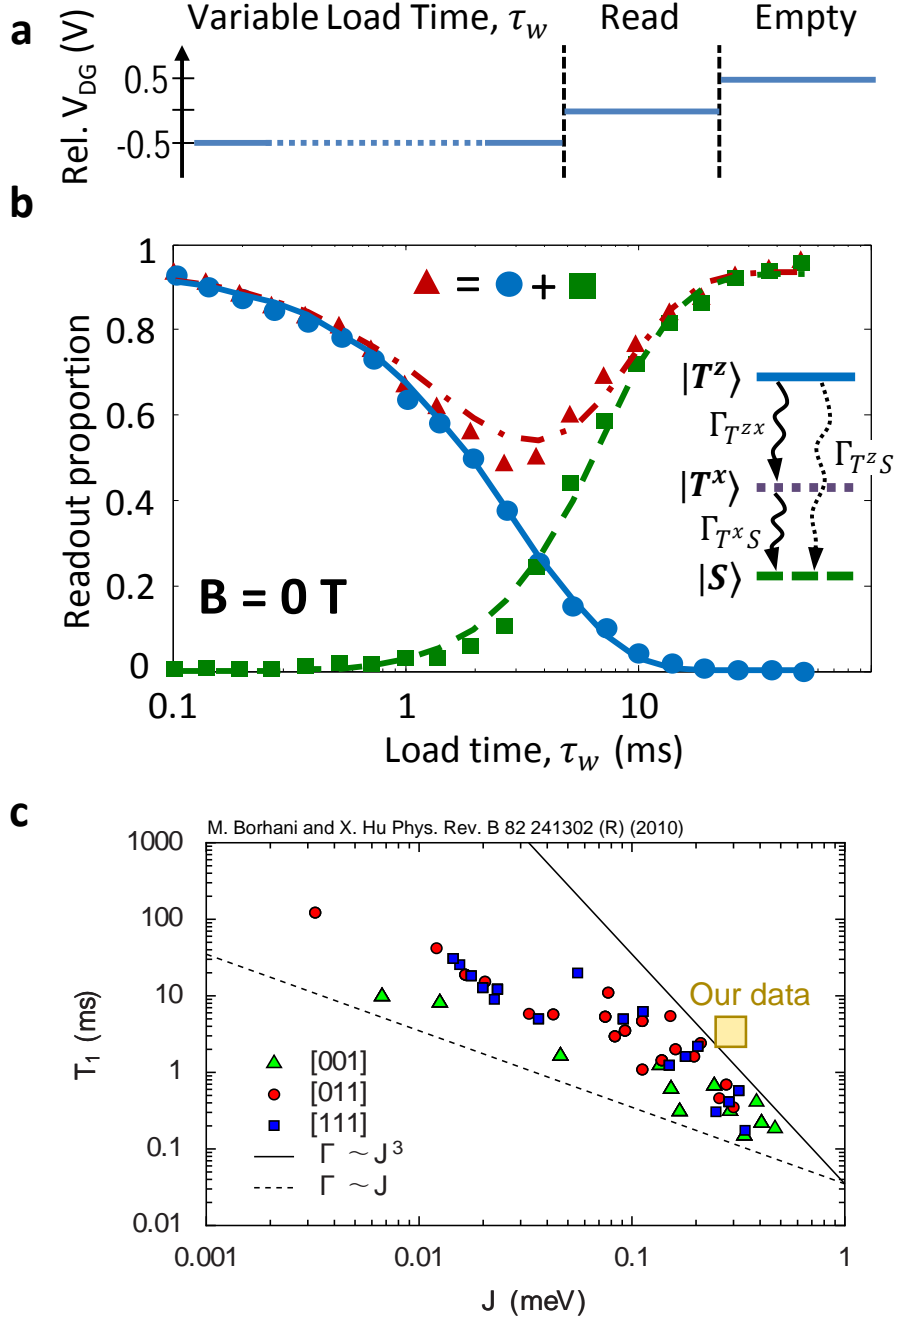 a
Variable Load Time, τw Read Empty
Rel. VDG (V)
0.5
-0.5
b
1
0.8
0.6
0.4
0.2
0
Readout proportion
= +
B = 0 T
|Tz⟩
ΓTzx
ΓTzS
|Tx⟩
ΓTxS
|S⟩
0.1 1 10
Load time, τw (ms)
c
M. Borhani and X. Hu Phys. Rev. B 82 241302 (R) (2010)
1000
100
10
1
0.1
0.01
T1 (ms)
Our data
[001]
[011]
[111]
Γ ~J3
Γ ~J
0.001 0.01 0.1 1
J (meV)